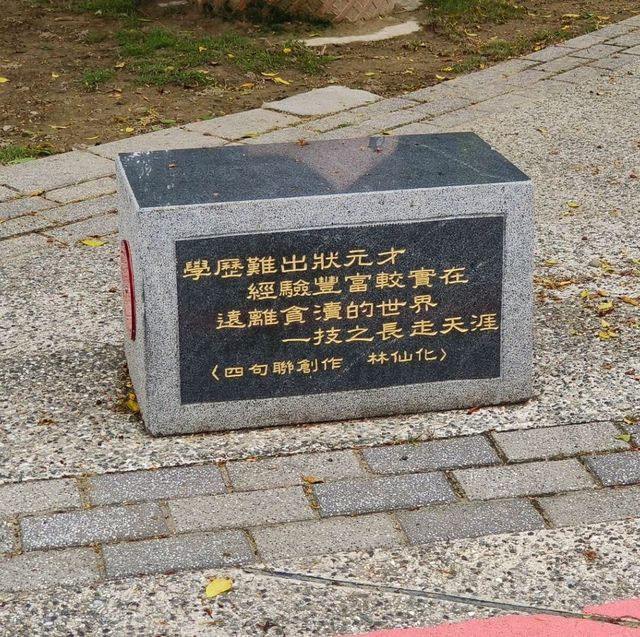 學歷難出狀元才
經驗豐富較實在
遠離貪瀆的世界
一技之長走天涯
（四句聯創作 林仙化）